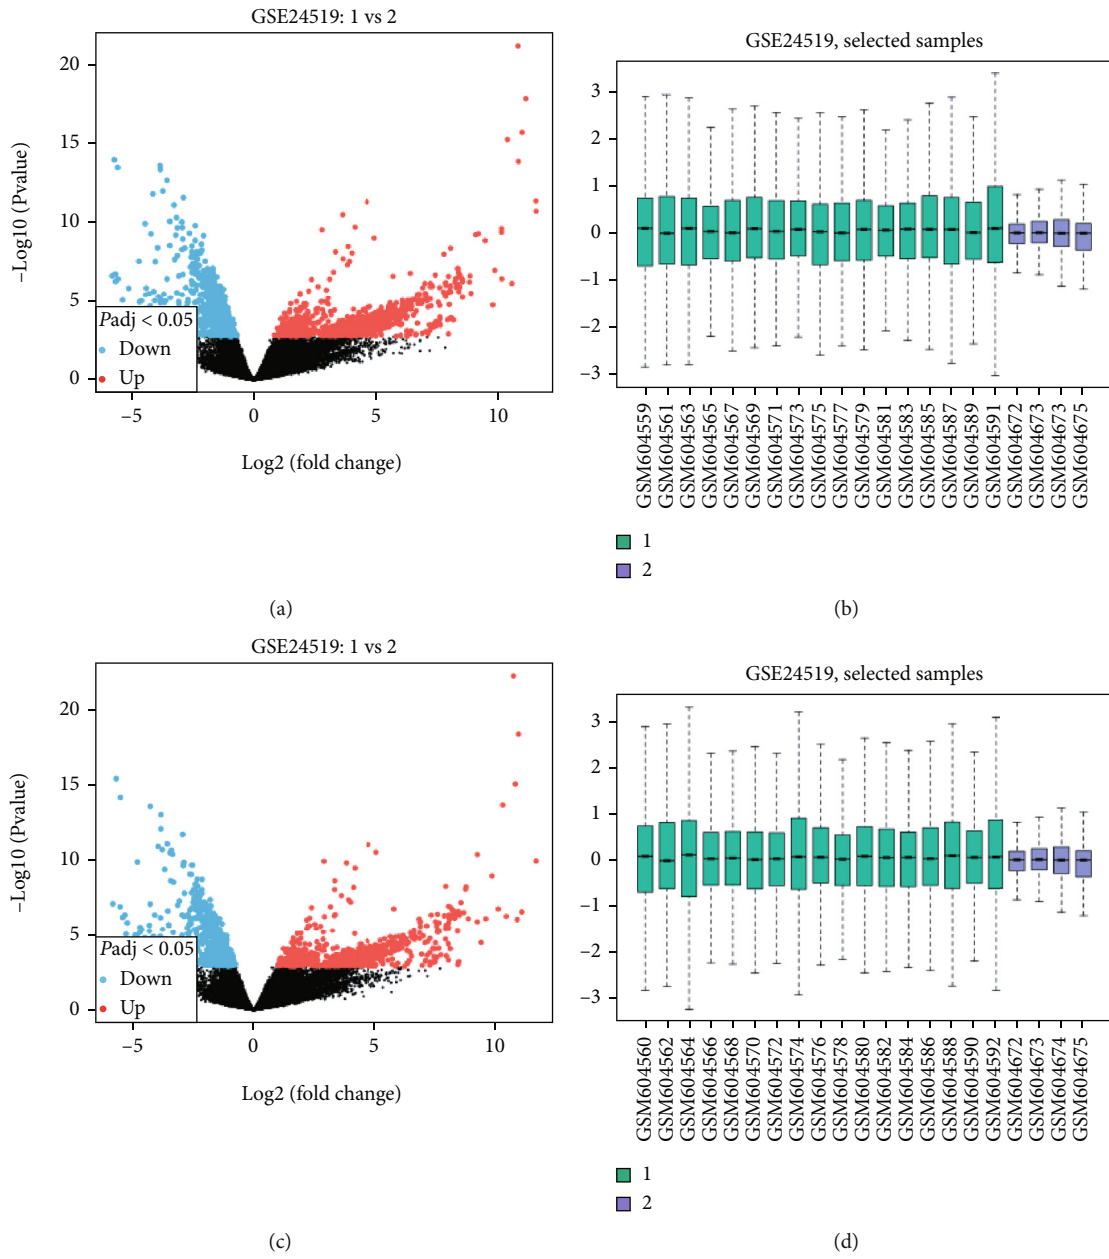 GSE24519: 1 vs 2
20
15
10
5
0
−Log10 (Pvalue)
Padj < 0.05
Down
Up
−5
0
5
10
Log2 (fold change)
(a)
GSE24519, selected samples
3
2
1
0
−1
−2
−3
GSM604559
GSM604561
GSM604563
GSM604565
GSM604567
GSM604569
GSM604571
GSM604573
GSM604575
GSM604577
GSM604579
GSM604581
GSM604583
GSM604585
GSM604587
GSM604589
GSM604591
GSM604672
GSM604673
GSM604673
GSM604675
1
2
(b)
GSE24519: 1 vs 2
20
15
10
5
0
−Log10 (Pvalue)
Padj < 0.05
Down
Up
−5
0
5
10
Log2 (fold change)
(c)
GSE24519, selected samples
3
2
1
0
−1
−2
−3
GSM604560
GSM604562
GSM604564
GSM604566
GSM604568
GSM604570
GSM604572
GSM604574
GSM604576
GSM604578
GSM604580
GSM604582
GSM604584
GSM604586
GSM604588
GSM604590
GSM604592
GSM604672
GSM604673
GSM604674
GSM604675
1
2
(d)